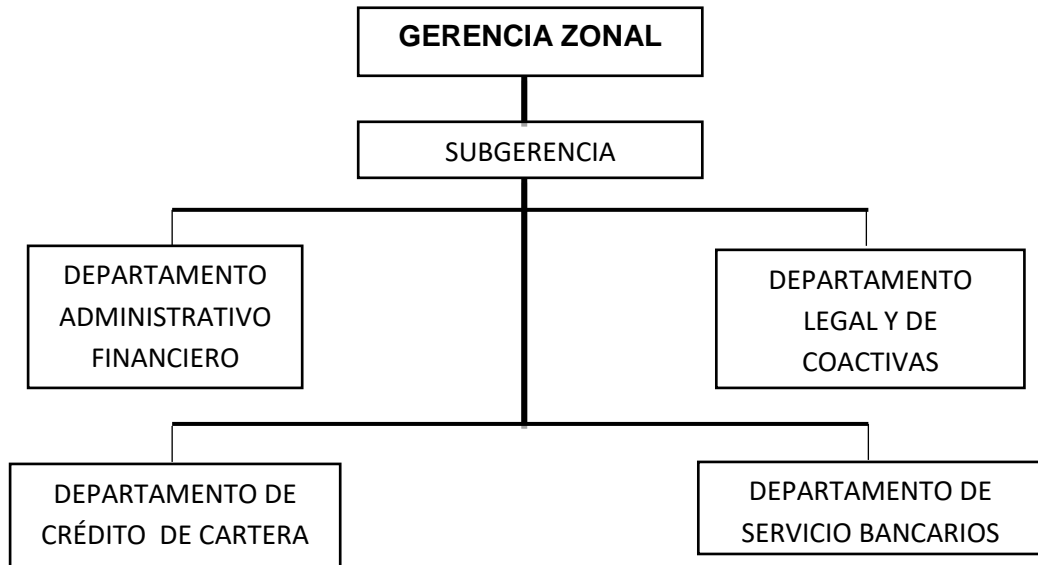 GERENCIA ZONAL
SUBGERENCIA
DEPARTAMENTO
ADMINISTRATIVO
FINANCIERO
DEPARTAMENTO
LEGAL Y DE
COACTIVAS
DEPARTAMENTO DE
CRÉDITO DE CARTERA
DEPARTAMENTO DE
SERVICIO BANCARIOS